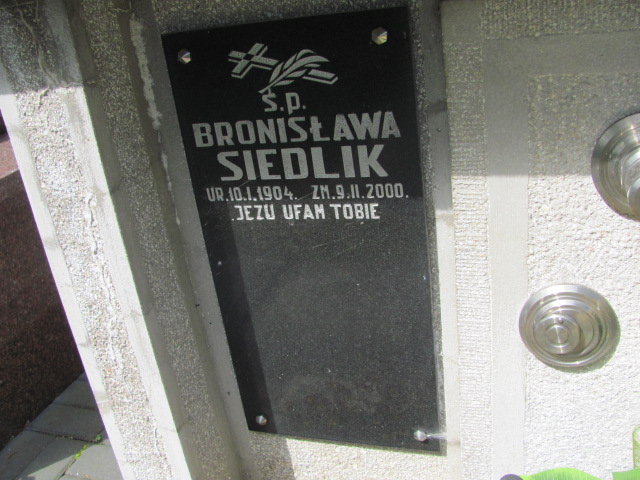 Ś.P.
BRONISŁAWA
SIEDLIK
UR.10.I.1904. ZM.9.II.2000.
JEZU UFAM TOBIE